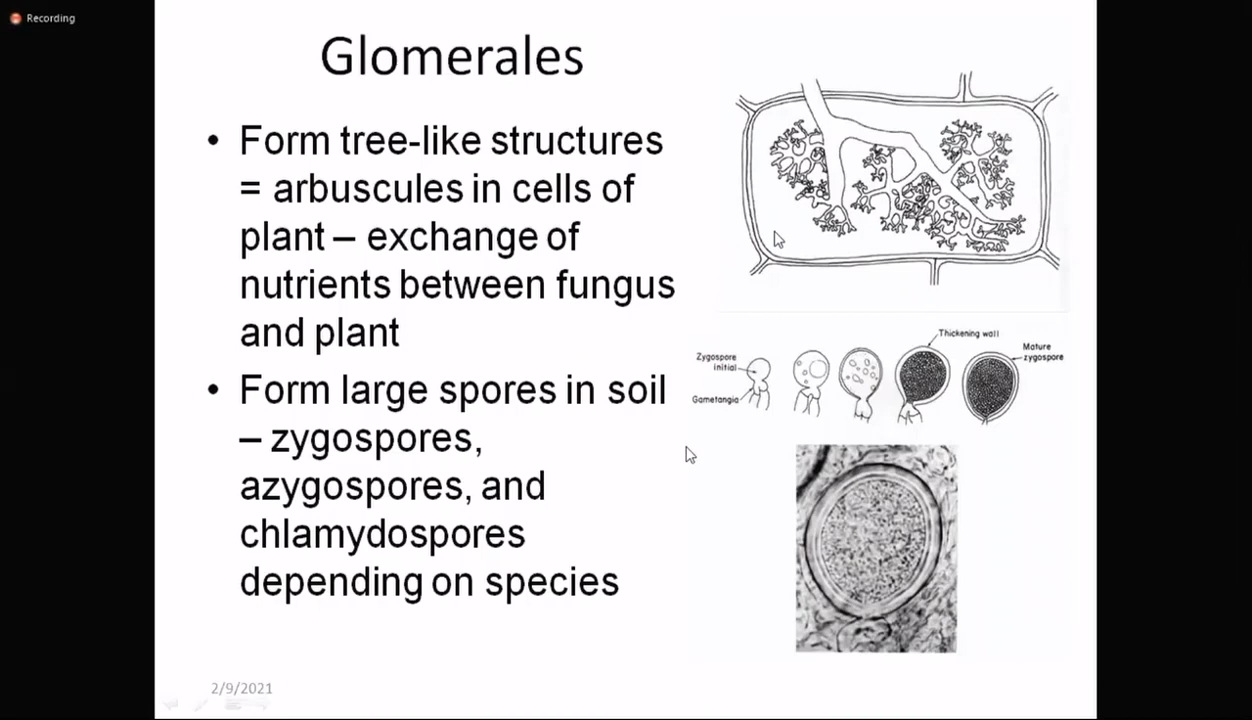 Recording
Glomerales
• Form tree-like structures
= arbuscules in cells of
plant – exchange of
nutrients between fungus
and plant
• Form large spores in soil
– zygospores,
azygospores, and
chlamydospores
depending on species
Thickening wall
Mature
zygospore
Zygospore
initial
Gametangia
2/9/2021